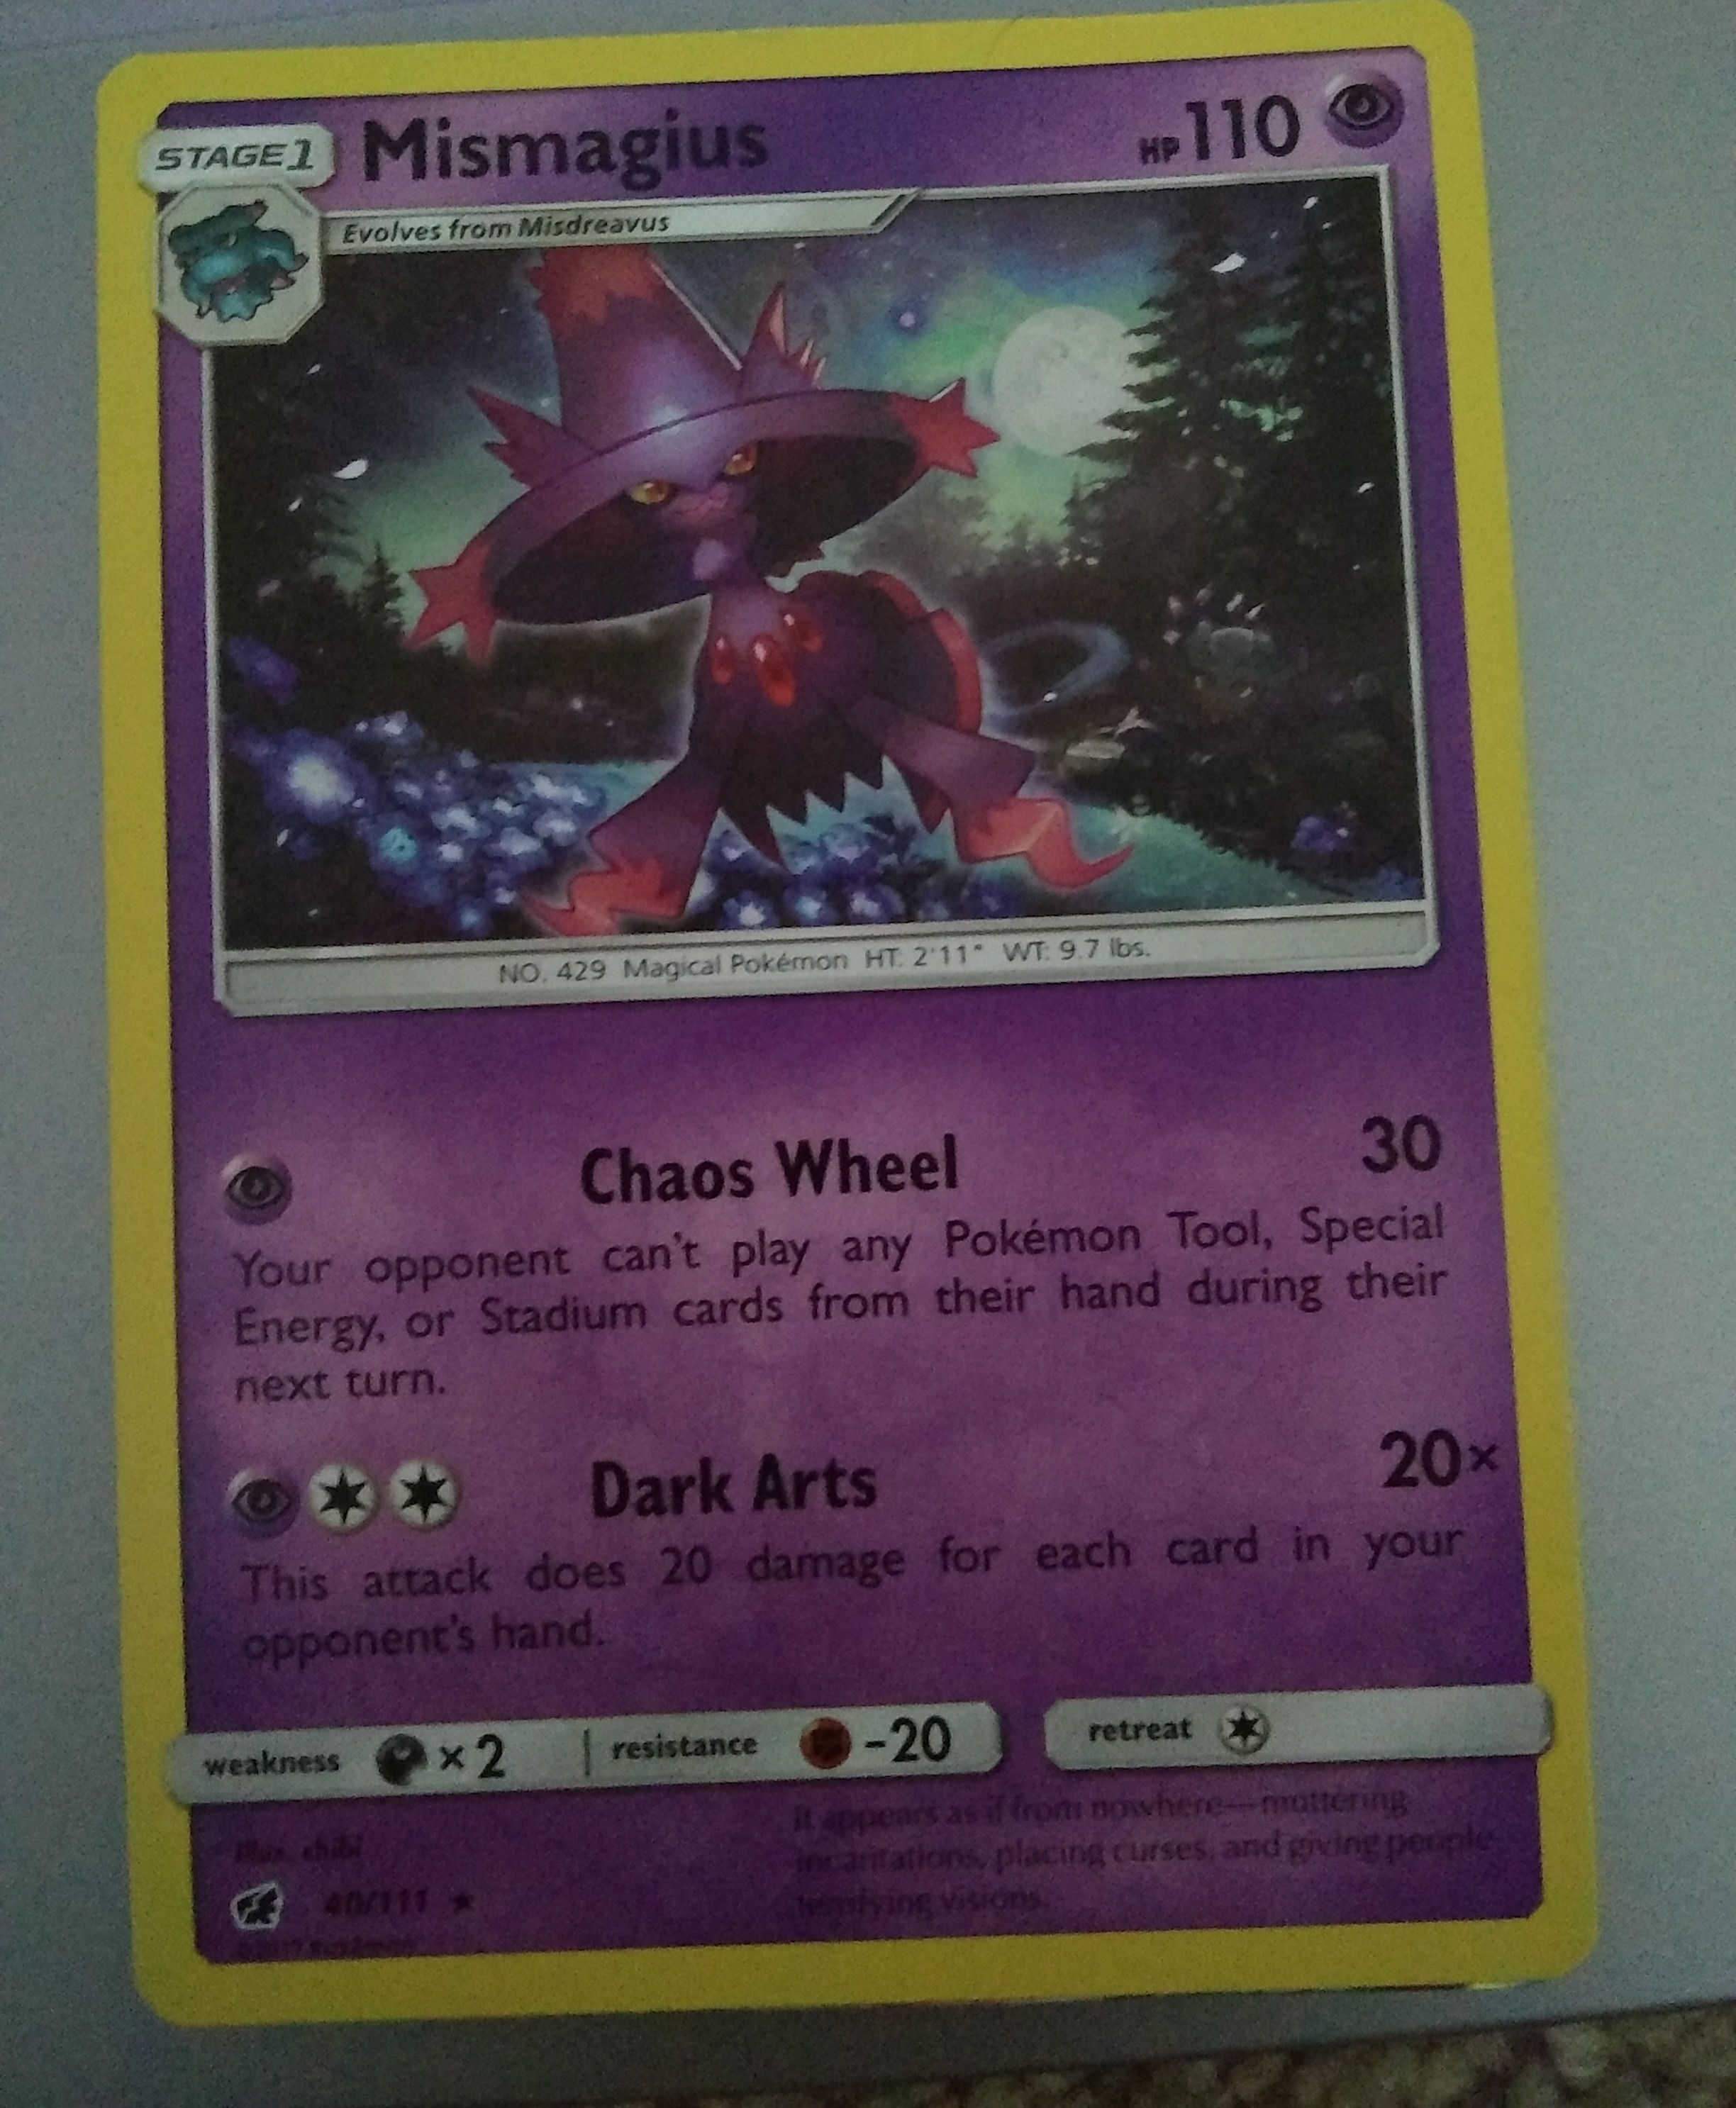 STAGE1
Mismagius
HP110
Evolves from Misdreavus
NO. 429 Magical Pokémon HT: 2'11" WT: 9.7 lbs.
Chaos Wheel
30
Your opponent can't play any Pokémon Tool, Special
Energy, or Stadium cards from their hand during their
next turn.
Dark Arts
20×
This attack does 20 damage for each card in your
opponent's hand.
weakness ×2
resistance -20
retreat
It appears as if from nowhere—muttering
incantations, placing curses, and giving people
terrifying visions.
Illus. chibi
40/111 ★
©2017 Pokémon